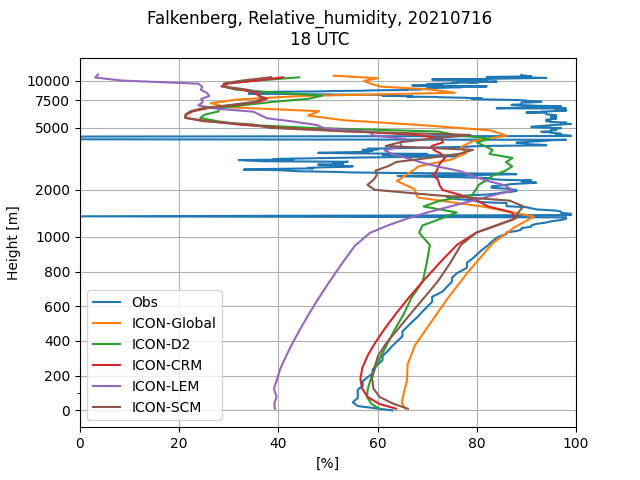 Falkenberg, Relative_humidity, 20210716
18 UTC
10000
7500
5000
2000
1000
800
600
400
200
0
Height [m]
Obs
ICON-Global
ICON-D2
ICON-CRM
ICON-LEM
ICON-SCM
0 20 40 60 80 100
[%]